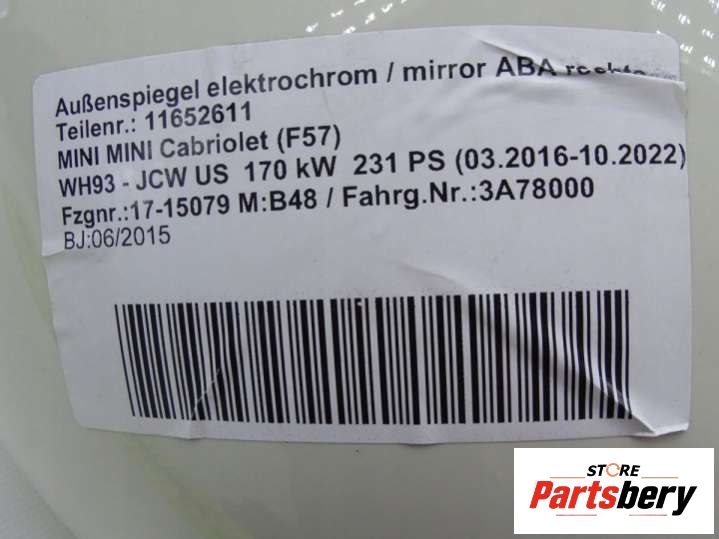 Außenspiegel elektrochrom / mirror ABA rechts
Teilenr.: 11652611
MINI MINI Cabriolet (F57)
WH93 - JCW US 170 kW 231 PS (03.2016-10.2022)
Fzgnr.:17-15079 M:B48 / Fahrg.Nr.:3A78000
BJ:06/2015
STORE
Partsbery